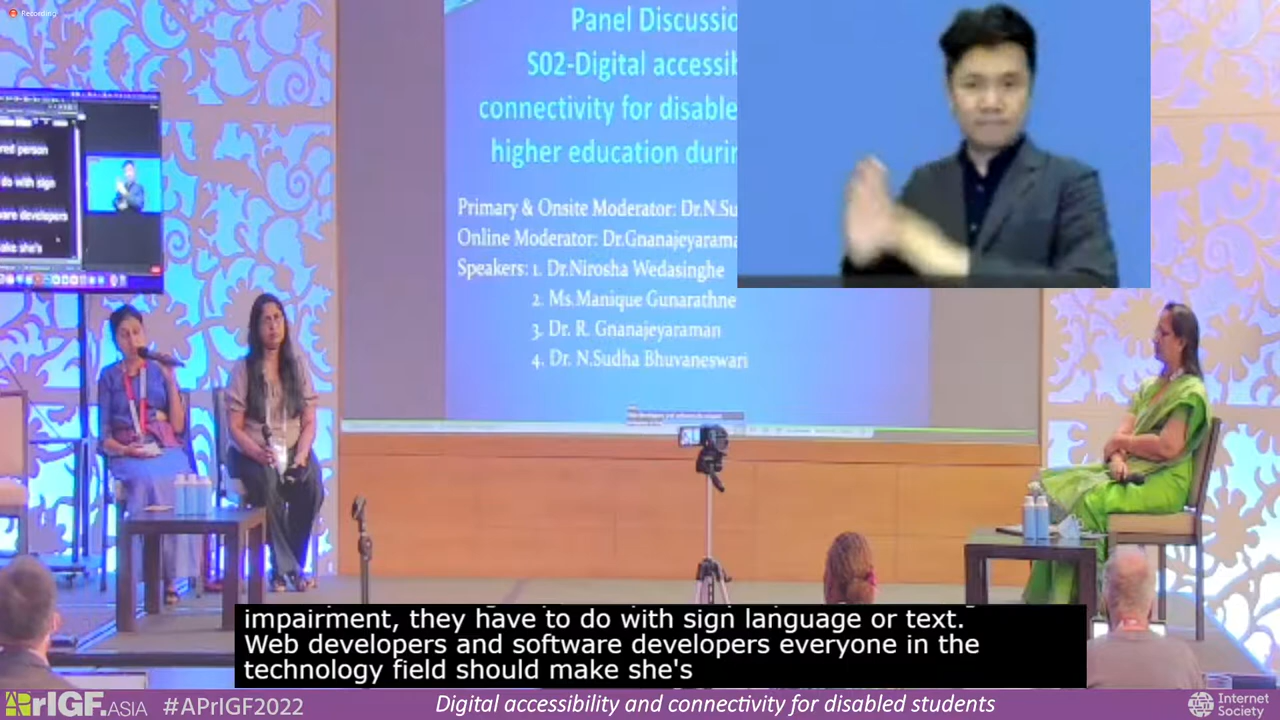 Recording
Panel Discussio
S02-Digital accessib
connectivity for disable
higher education durin
Primary & Onsite Moderator: Dr.N.Su
Online Moderator: Dr.Gnanajeyarama
Speakers: 1. Dr.Nirosha Wedasinghe
2. Ms.Manique Gunarathne
3. Dr. R. Gnanajeyaraman
4. Dr. N.Sudha Bhuvaneswari
red person
do with sign
are developers
ake she's
impairment, they have to do with sign language or text.
Web developers and software developers everyone in the
technology field should make she's
APrIGF.ASIA #APrIGF2022
Digital accessibility and connectivity for disabled students
Internet
Society